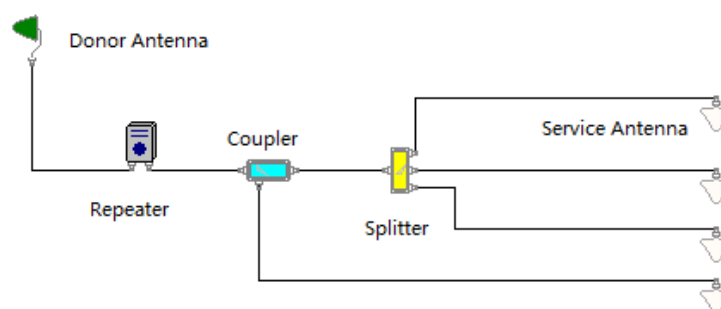 Donor Antenna
Coupler
Service Antenna
Repeater
Splitter